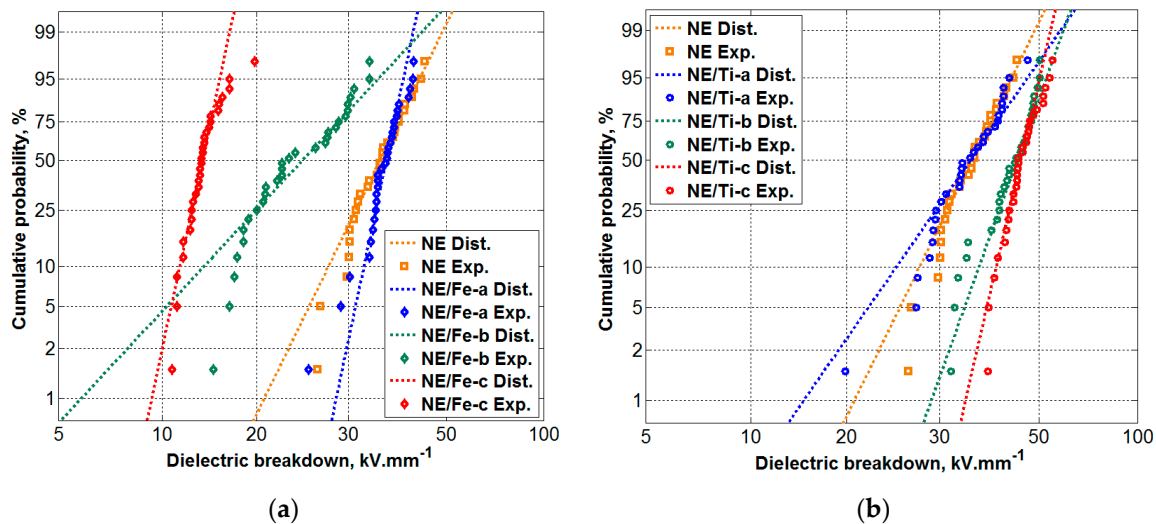 99
95
75
50
25
10
5
2
1
Cumulative probability, %
NE Dist.
NE Exp.
NE/Fe-a Dist.
NE/Fe-a Exp.
NE/Fe-b Dist.
NE/Fe-b Exp.
NE/Fe-c Dist.
NE/Fe-c Exp.
5 10 20 30 50 100
Dielectric breakdown, kV.mm⁻¹
(a)
99
95
75
50
25
10
5
2
1
Cumulative probability, %
NE Dist.
NE Exp.
NE/Ti-a Dist.
NE/Ti-a Exp.
NE/Ti-b Dist.
NE/Ti-b Exp.
NE/Ti-c Dist.
NE/Ti-c Exp.
5 10 20 30 50 100
Dielectric breakdown, kV.mm⁻¹
(b)